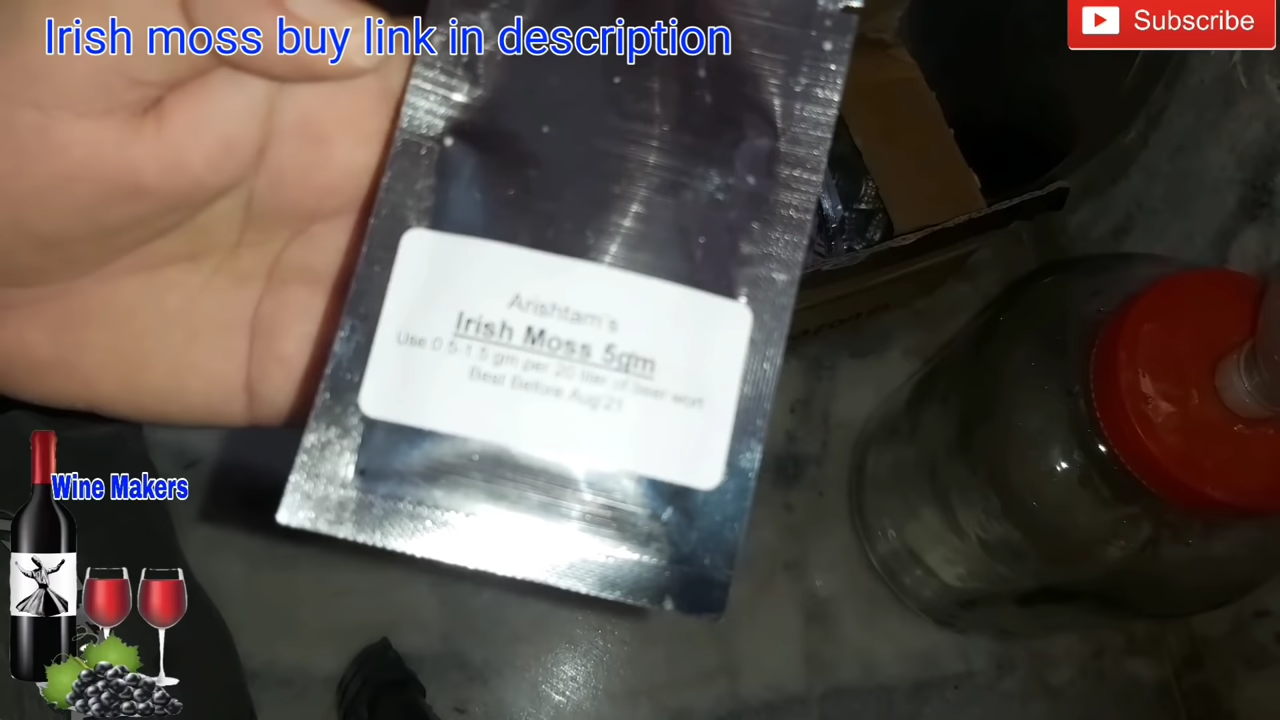 Irish moss buy link in description
Subscribe
Arishtam's
Irish Moss 5gm
Use 0.5-1.5 gm per 20 liter of beer wort
Best Before Aug'21
Wine Makers